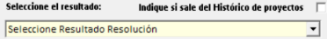 Seleccione el resultado: Indique si sale del Histórico de proyectos
Seleccione Resultado Resolución